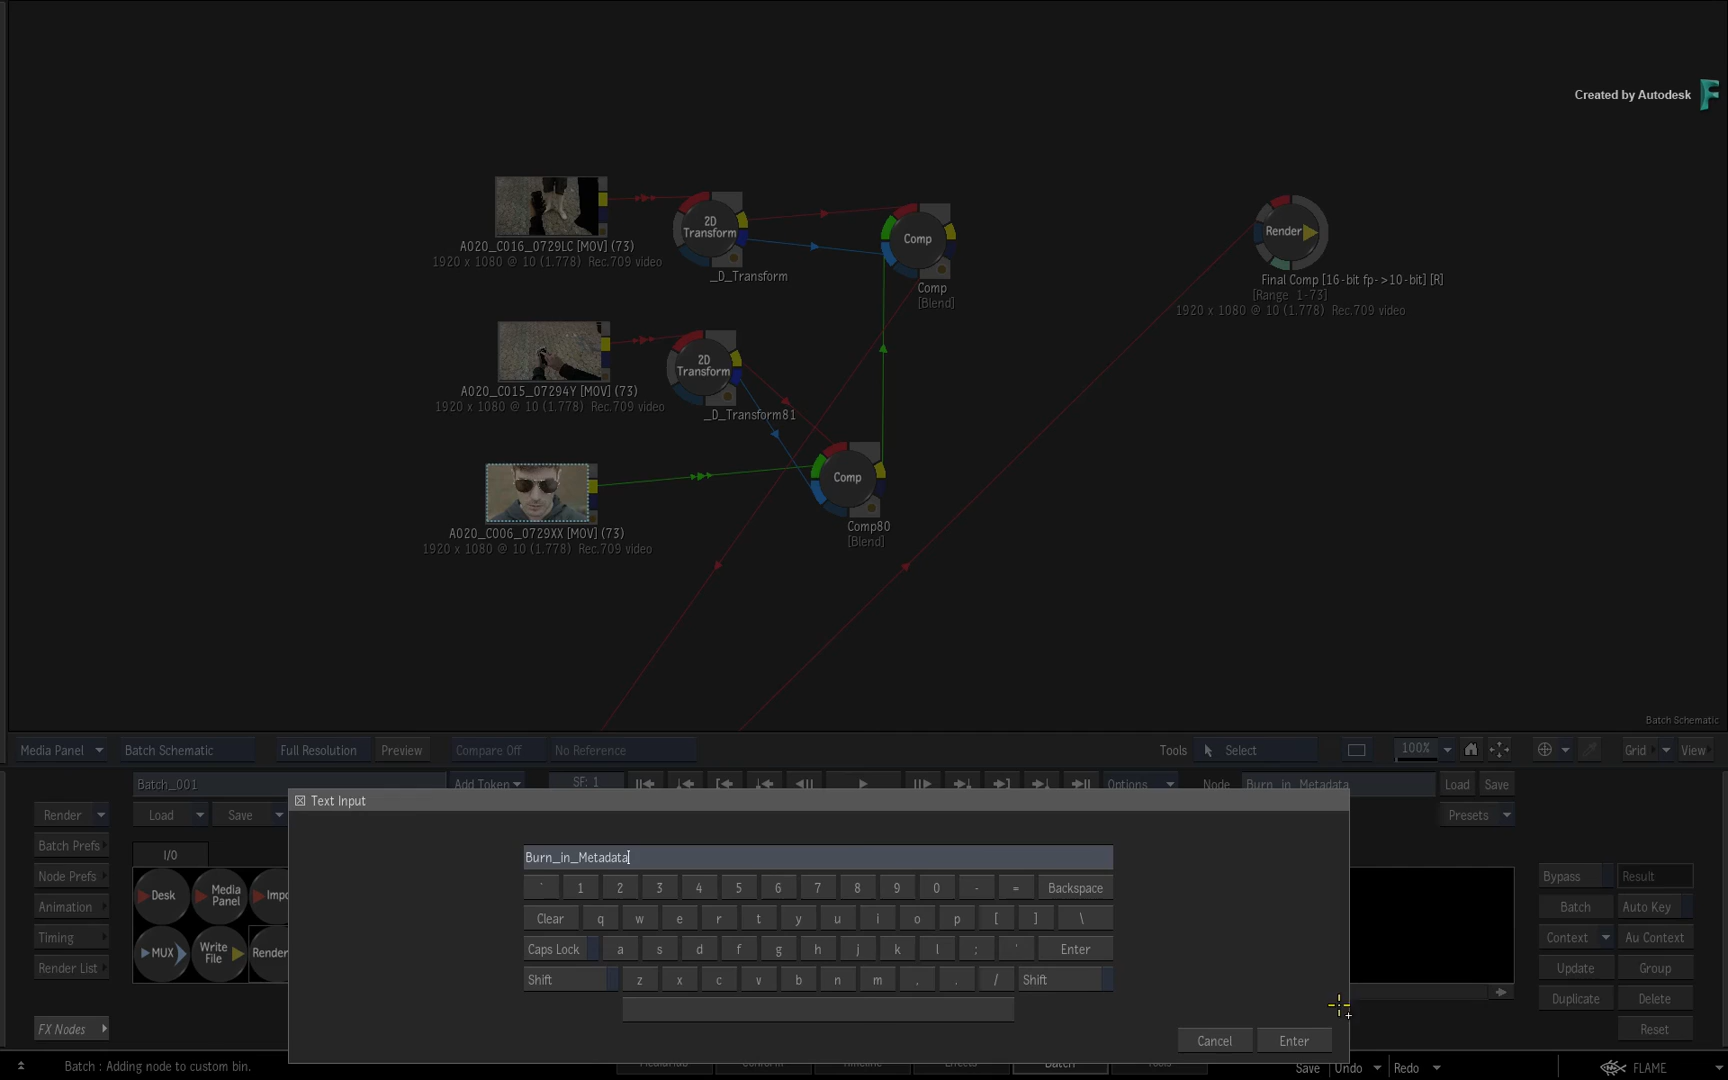 Created by Autodesk
2D
Transform
Comp
Render
A020_C016_0729LC [MOV] (73)
1920 x 1080 @ 10 (1.778) Rec.709 video
_D_Transform
Comp
[Blend]
Final Comp [16-bit fp->10-bit] [R]
[Range 1-73]
1920 x 1080 @ 10 (1.778) Rec.709 video
2D
Transform
A020_C015_07294Y [MOV] (73)
1920 x 1080 @ 10 (1.778) Rec.709 video
_D_Transform81
Comp
A020_C006_0729XX [MOV] (73)
1920 x 1080 @ 10 (1.778) Rec.709 video
Comp80
[Blend]
Batch Schematic
Media Panel Batch Schematic Full Resolution Preview Compare Off No Reference Tools Select 100% Grid View
Batch_001 Add Token SF: 1 Options Node Burn_in_Metadata Load Save
Text Input
Render Load Save Presets
Batch Prefs I/O
Burn_in_Metadata
Node Prefs Desk Media Panel Bypass Result
` 1 2 3 4 5 6 7 8 9 0 - = Backspace
Animation Batch Auto Key
Clear q w e r t y u i o p [ ] \
Timing MUX Write File Render Context Au Context
Caps Lock a s d f g h j k l ; ' Enter
Render List Update Group
Shift z x c v b n m , . / Shift
Duplicate Delete
FX Nodes Reset
Cancel Enter
Batch : Adding node to custom bin. Save Undo Redo FLAME